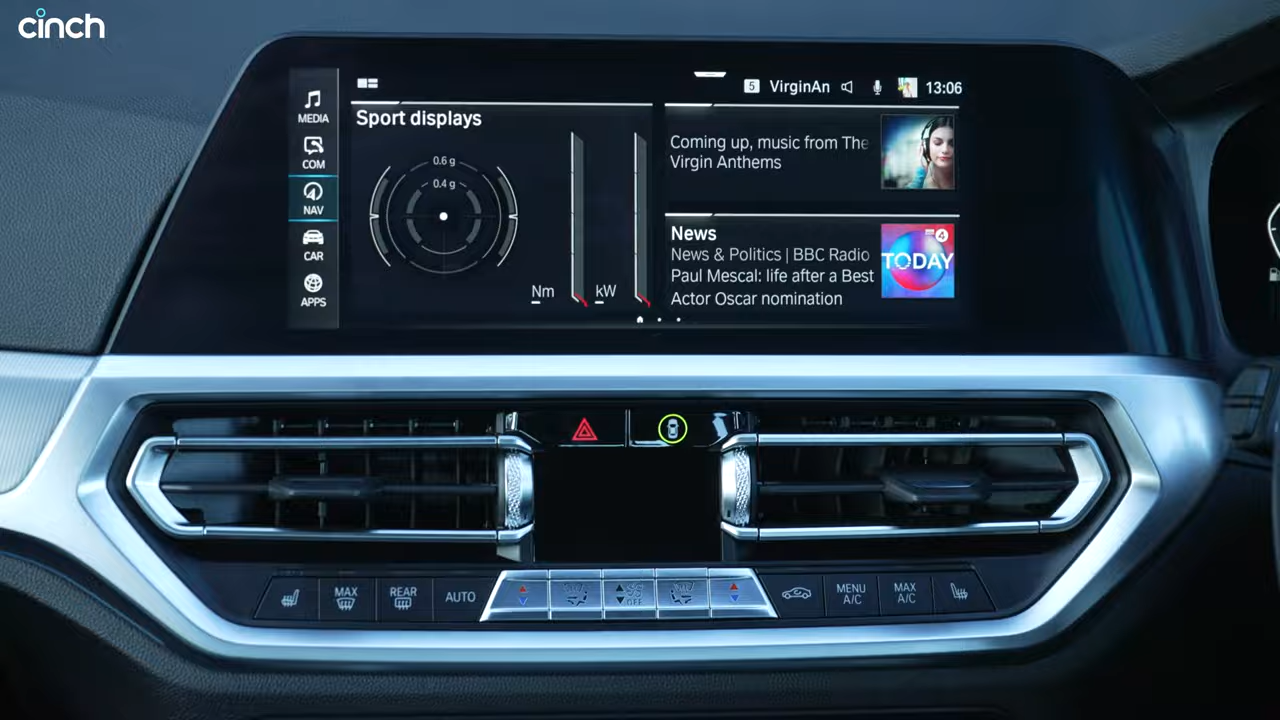 cinch
5 VirginAn 13:06
MEDIA
COM
NAV
CAR
APPS
Sport displays
0.6 g
0.4 g
Nm
kW
Coming up, music from The
Virgin Anthems
News
News & Politics | BBC Radio
Paul Mescal: life after a Best
Actor Oscar nomination
4
TODAY
MAX
REAR
AUTO
OFF
MENU
A/C
MAX
A/C